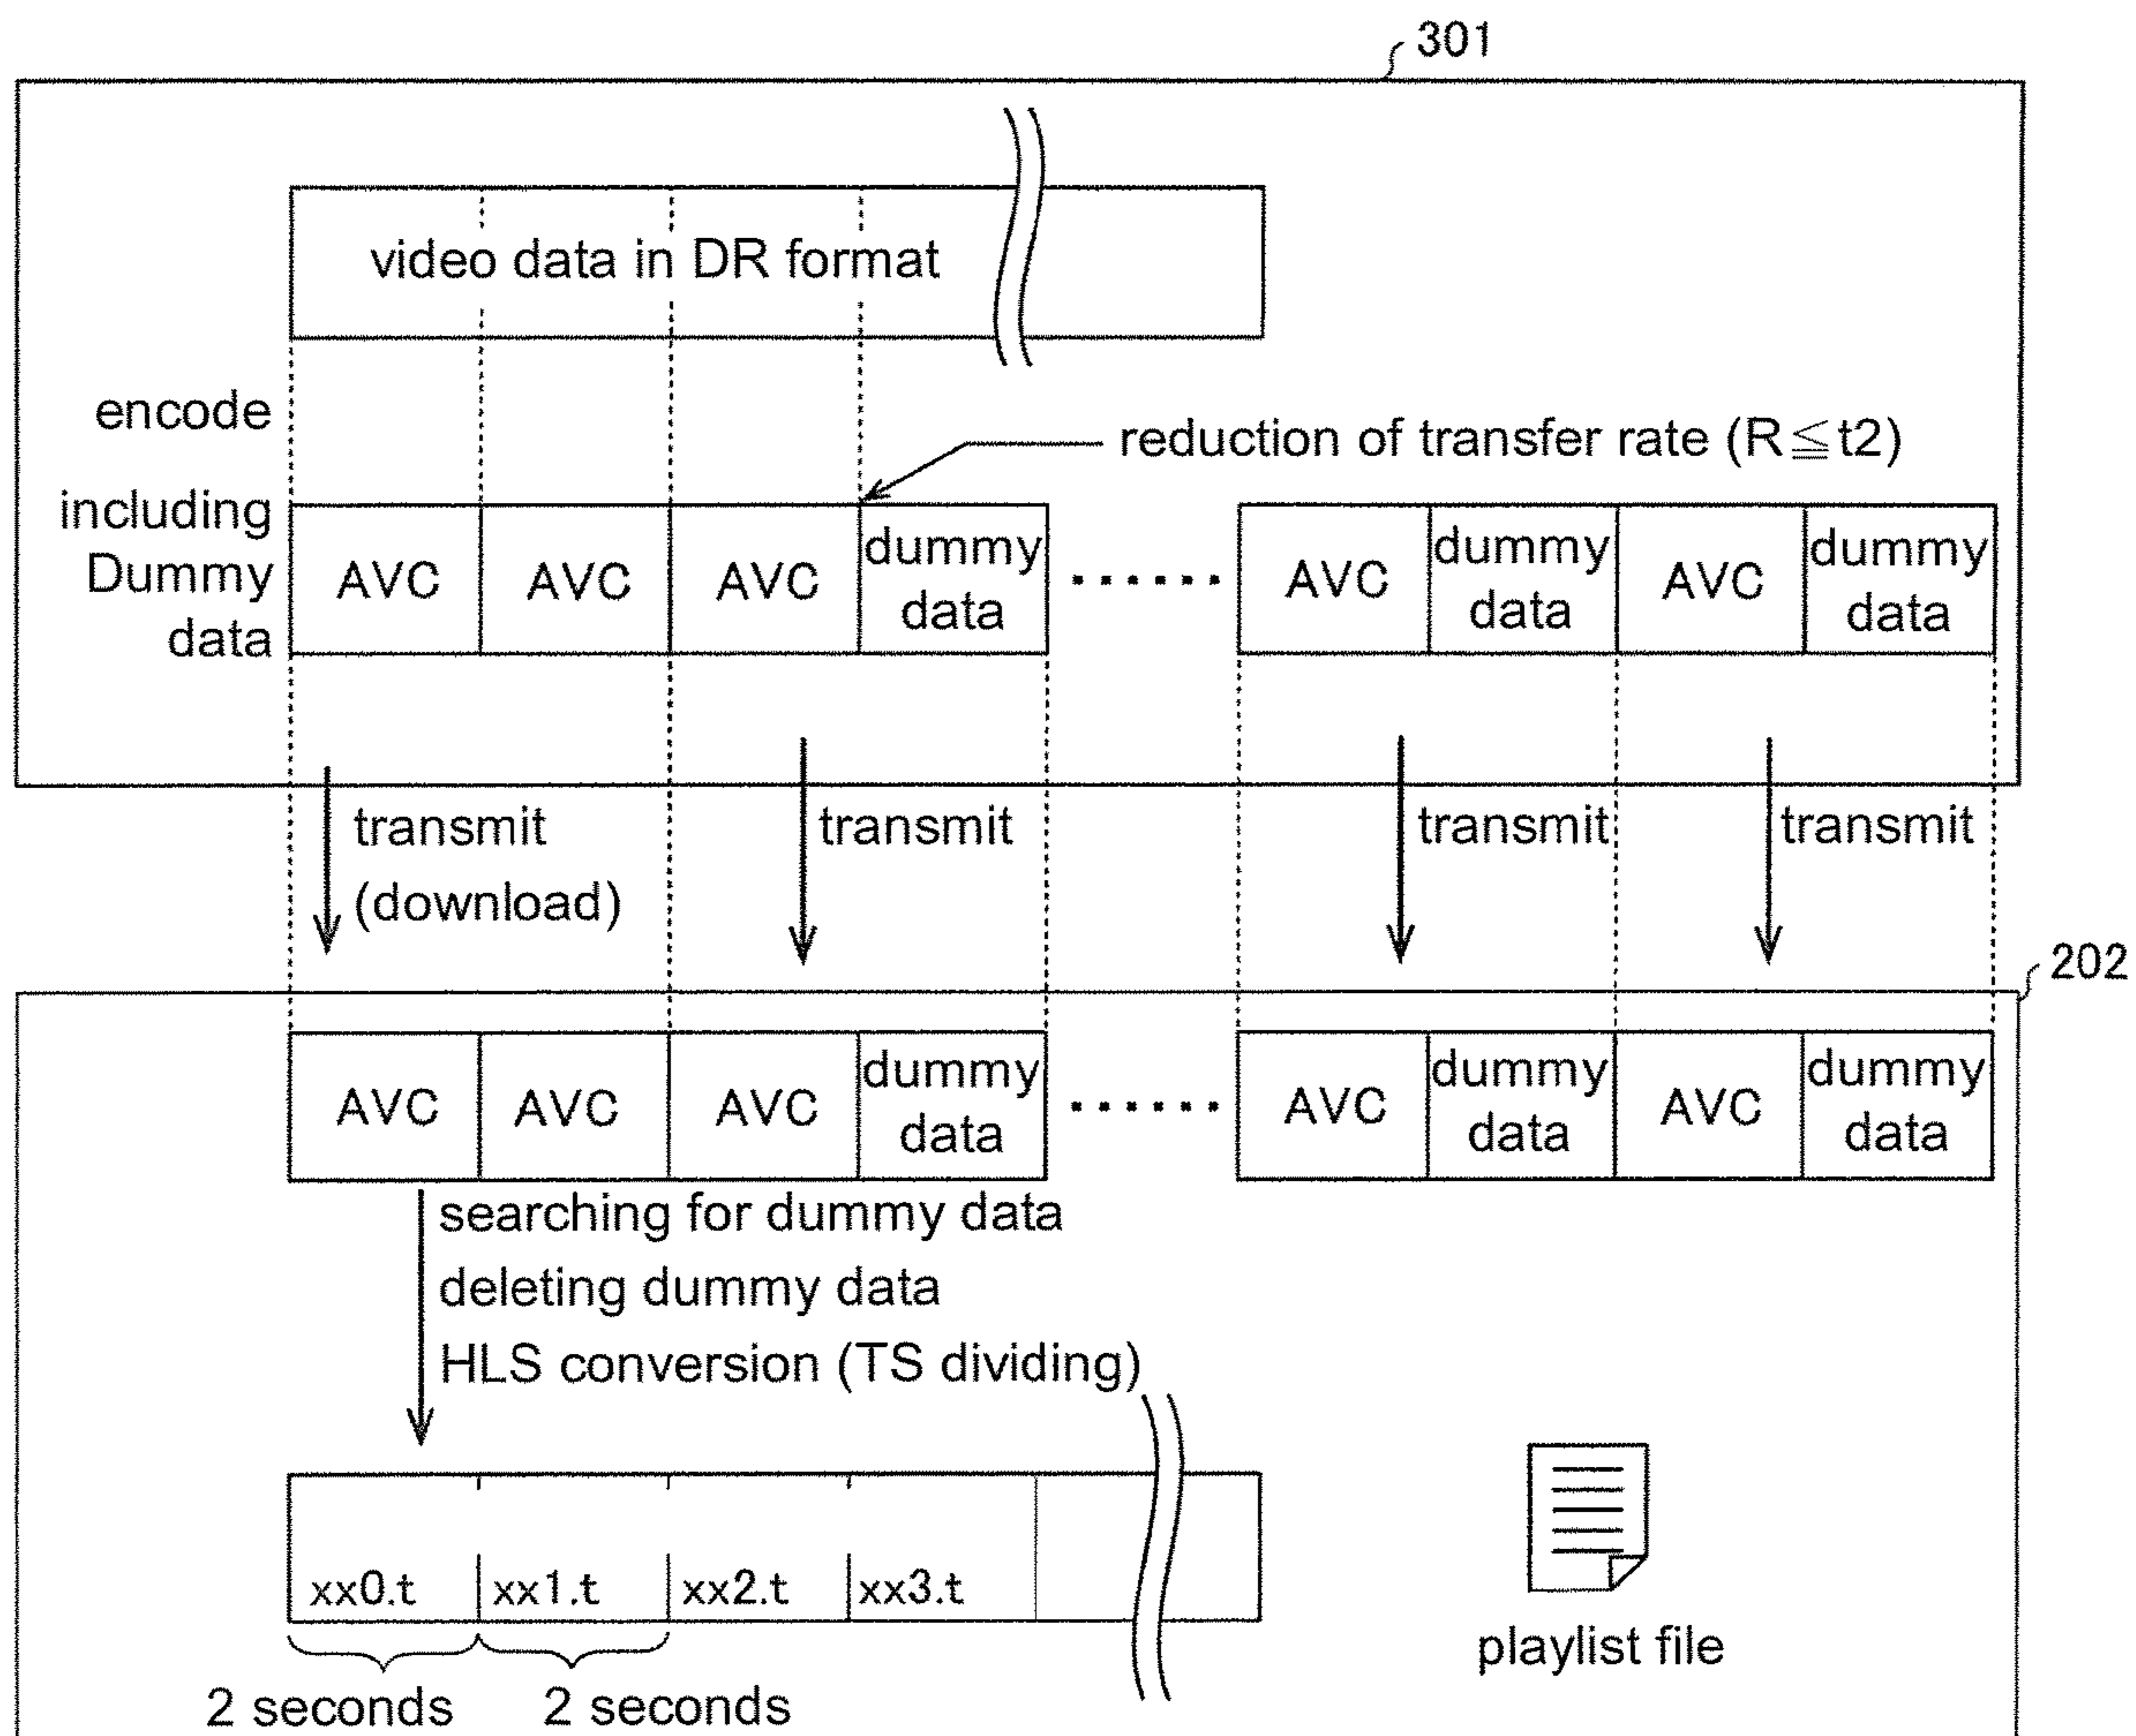 301
video data in DR format
encode
reduction of transfer rate (R≦t2)
including
Dummy
data
AVC
AVC
AVC
dummy
data
······
AVC
dummy
data
AVC
dummy
data
transmit
(download)
transmit
transmit
transmit
202
AVC
AVC
AVC
dummy
data
······
AVC
dummy
data
AVC
dummy
data
searching for dummy data
deleting dummy data
HLS conversion (TS dividing)
xx0.t
xx1.t
xx2.t
xx3.t
2 seconds
2 seconds
playlist file